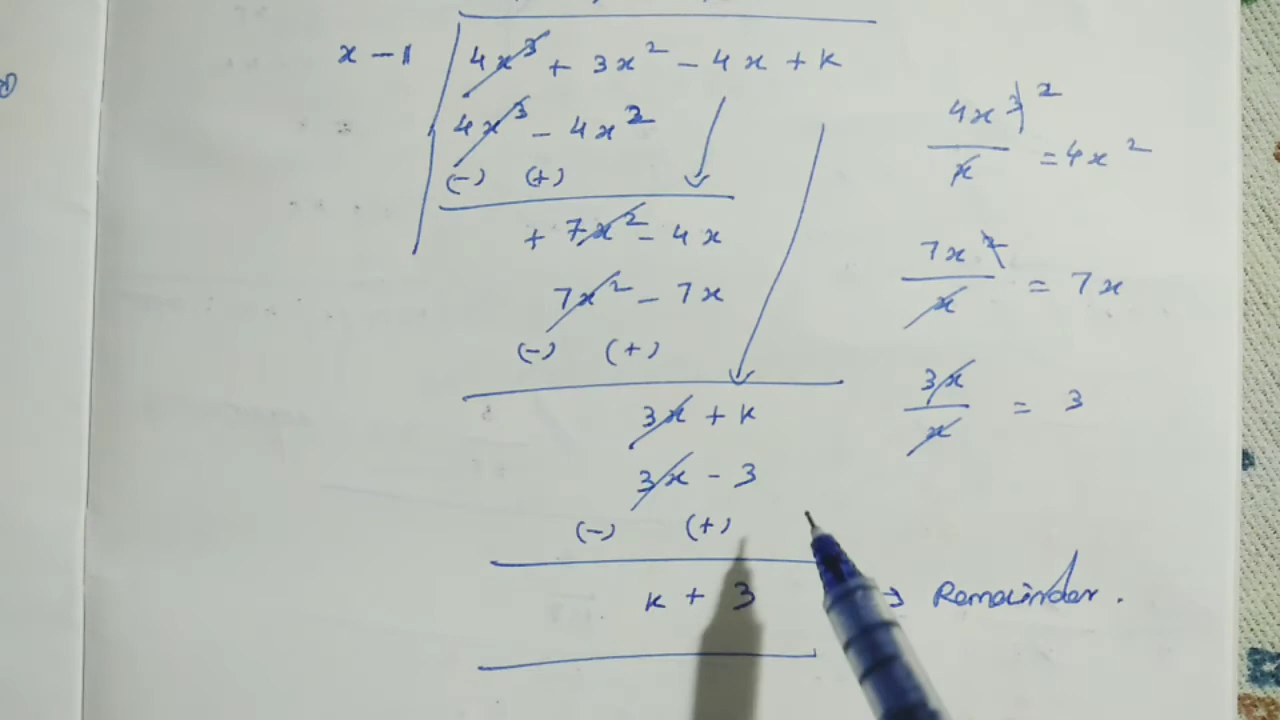 x - 1 4x³ + 3x² - 4x + k
4x³ - 4x²
(-) (+)
+ 7x² - 4x
7x² - 7x
(-) (+)
3x + k
3x - 3
(-) (+)
k + 3 → Remainder.
4x³ 2
x = 4x²
7x²
x = 7x
3x
x = 3